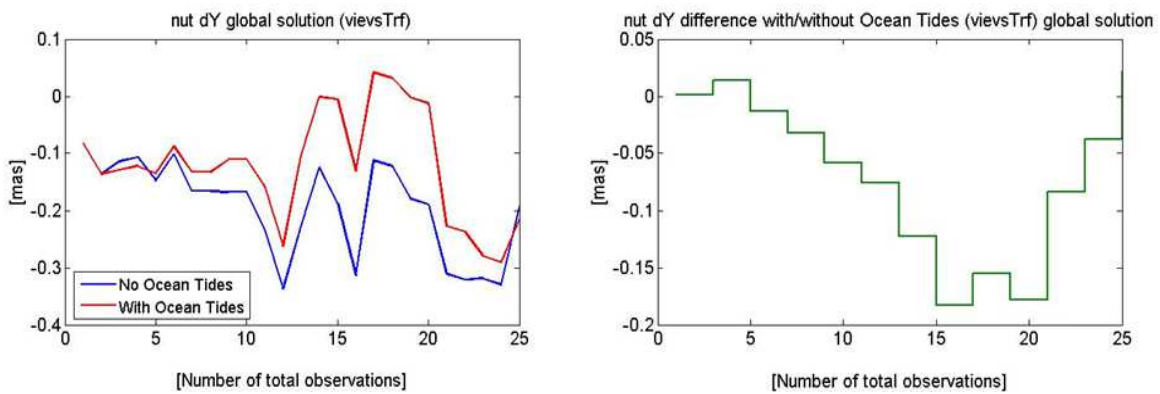 nut dY global solution (vievsTrf)
0.1
0
-0.1
-0.2
-0.3
-0.4
[mas]
No Ocean Tides
With Ocean Tides
0 5 10 15 20 25
[Number of total observations]
nut dY difference with/without Ocean Tides (vievsTrf) global solution
0.05
0
-0.05
-0.1
-0.15
-0.2
[mas]
0 5 10 15 20 25
[Number of total observations]